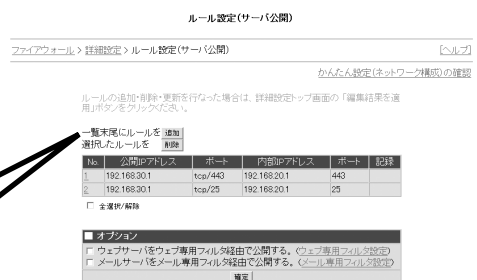 ルール設定(サーバ公開)
ファイアウォール > 詳細設定 > ルール設定(サーバ公開) [ヘルプ]
かんたん設定(ネットワーク構成)の確認
ルールの追加・削除・更新を行なった場合は、詳細設定トップ画面の「編集結果を適
用」ボタンをクリックください。
一覧末尾にルールを 追加
選択したルールを 削除
No. 公開IPアドレス ポート 内部IPアドレス ポート 記録
1 192.168.30.1 tcp/443 192.168.20.1 443
2 192.168.30.1 tcp/25 192.168.20.1 25
全選択/解除
オプション
ウェブサーバをウェブ専用フィルタ経由で公開する。(ウェブ専用フィルタ設定)
メールサーバをメール専用フィルタ経由で公開する。(メール専用フィルタ設定)
確定